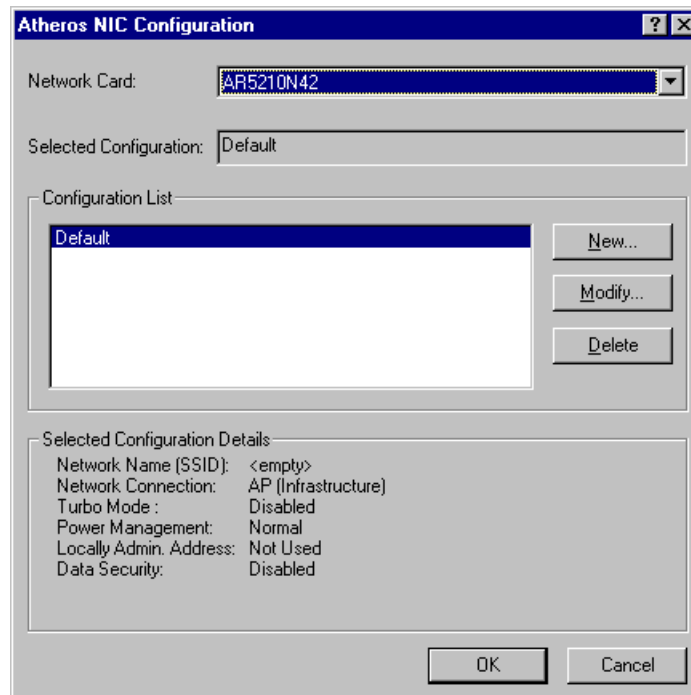 Atheros NIC Configuration
Network Card: AR5210N42
Selected Configuration: Default
Configuration List
Default
New...
Modify...
Delete
Selected Configuration Details
Network Name (SSID): <empty>
Network Connection: AP (Infrastructure)
Turbo Mode : Disabled
Power Management: Normal
Locally Admin. Address: Not Used
Data Security: Disabled
OK Cancel